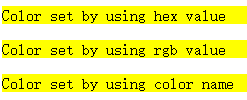 Color set by using hex value
Color set by using rgb value
Color set by using color name